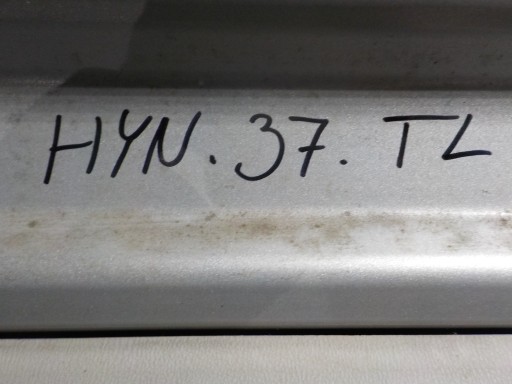 HYN. 37. TL